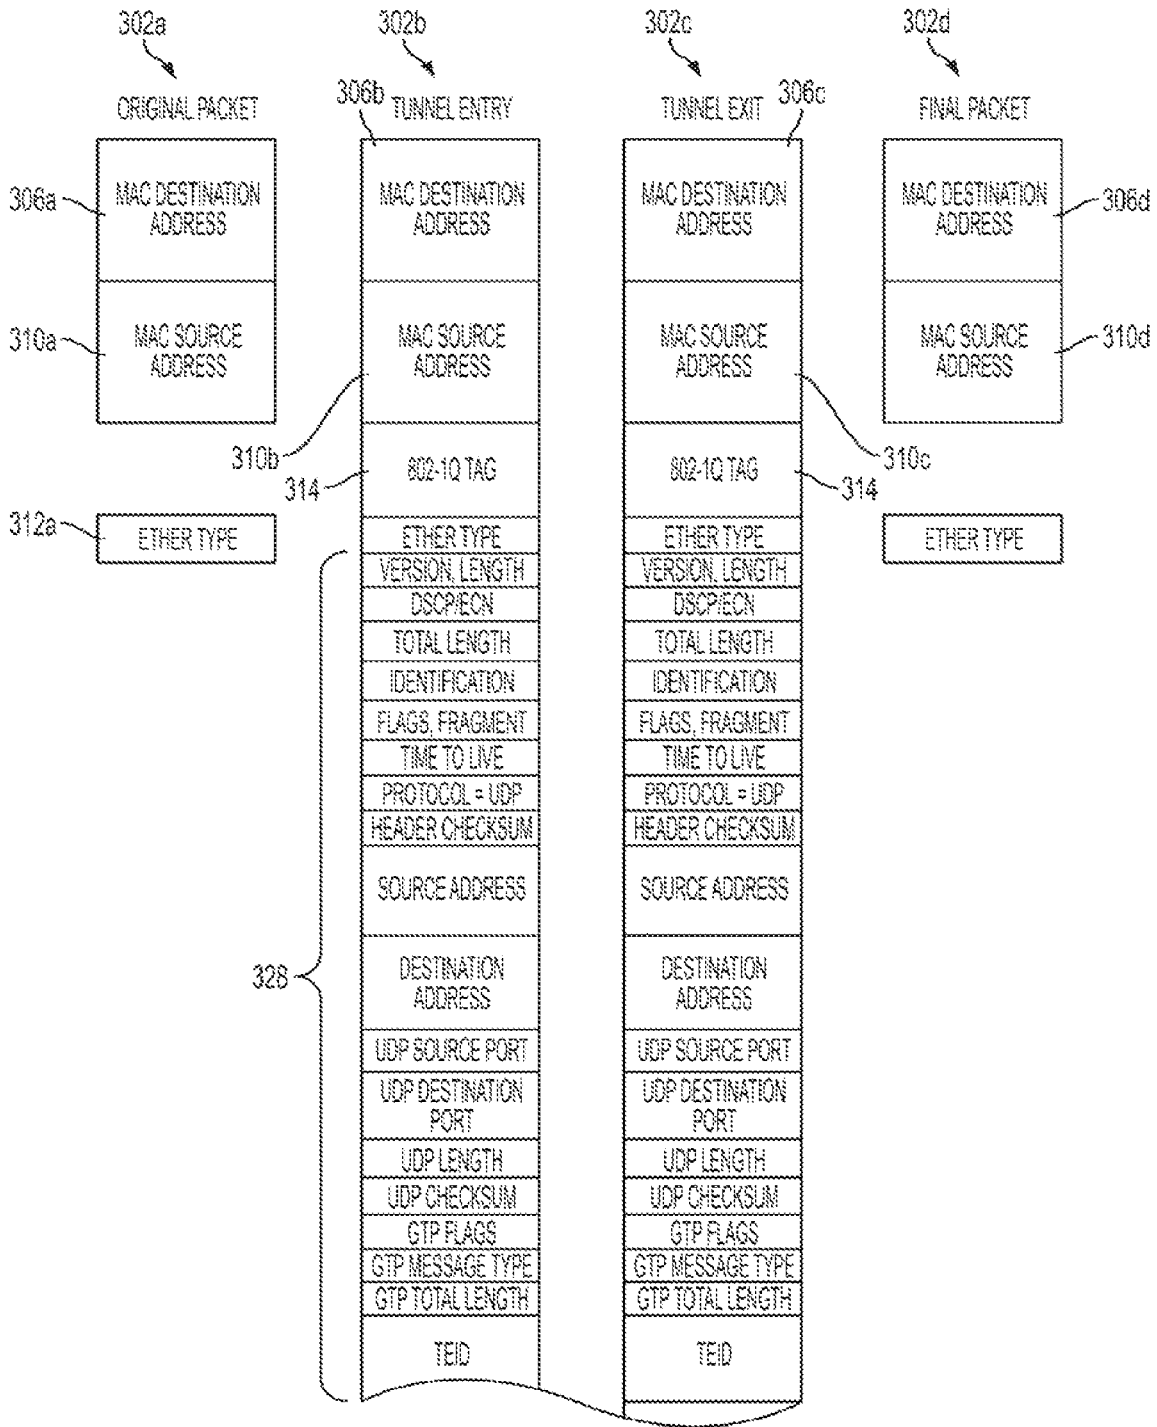 302a 302b 302c 302d
ORIGINAL PACKET 306b TUNNEL ENTRY TUNNEL EXIT 306c FINAL PACKET
306a MAC DESTINATION ADDRESS MAC DESTINATION ADDRESS MAC DESTINATION ADDRESS MAC DESTINATION ADDRESS 306d
310a MAC SOURCE ADDRESS MAC SOURCE ADDRESS MAC SOURCE ADDRESS MAC SOURCE ADDRESS 310d
310b 802-1Q TAG 802-1Q TAG 310c
314 314
312a ETHER TYPE ETHER TYPE ETHER TYPE ETHER TYPE
VERSION, LENGTH VERSION, LENGTH
DSCP/ECN DSCP/ECN
TOTAL LENGTH TOTAL LENGTH
IDENTIFICATION IDENTIFICATION
FLAGS, FRAGMENT FLAGS, FRAGMENT
TIME TO LIVE TIME TO LIVE
PROTOCOL = UDP PROTOCOL = UDP
HEADER CHECKSUM HEADER CHECKSUM
SOURCE ADDRESS SOURCE ADDRESS
328 DESTINATION ADDRESS DESTINATION ADDRESS
UDP SOURCE PORT UDP SOURCE PORT
UDP DESTINATION PORT UDP DESTINATION PORT
UDP LENGTH UDP LENGTH
UDP CHECKSUM UDP CHECKSUM
GTP FLAGS GTP FLAGS
GTP MESSAGE TYPE GTP MESSAGE TYPE
GTP TOTAL LENGTH GTP TOTAL LENGTH
TEID TEID